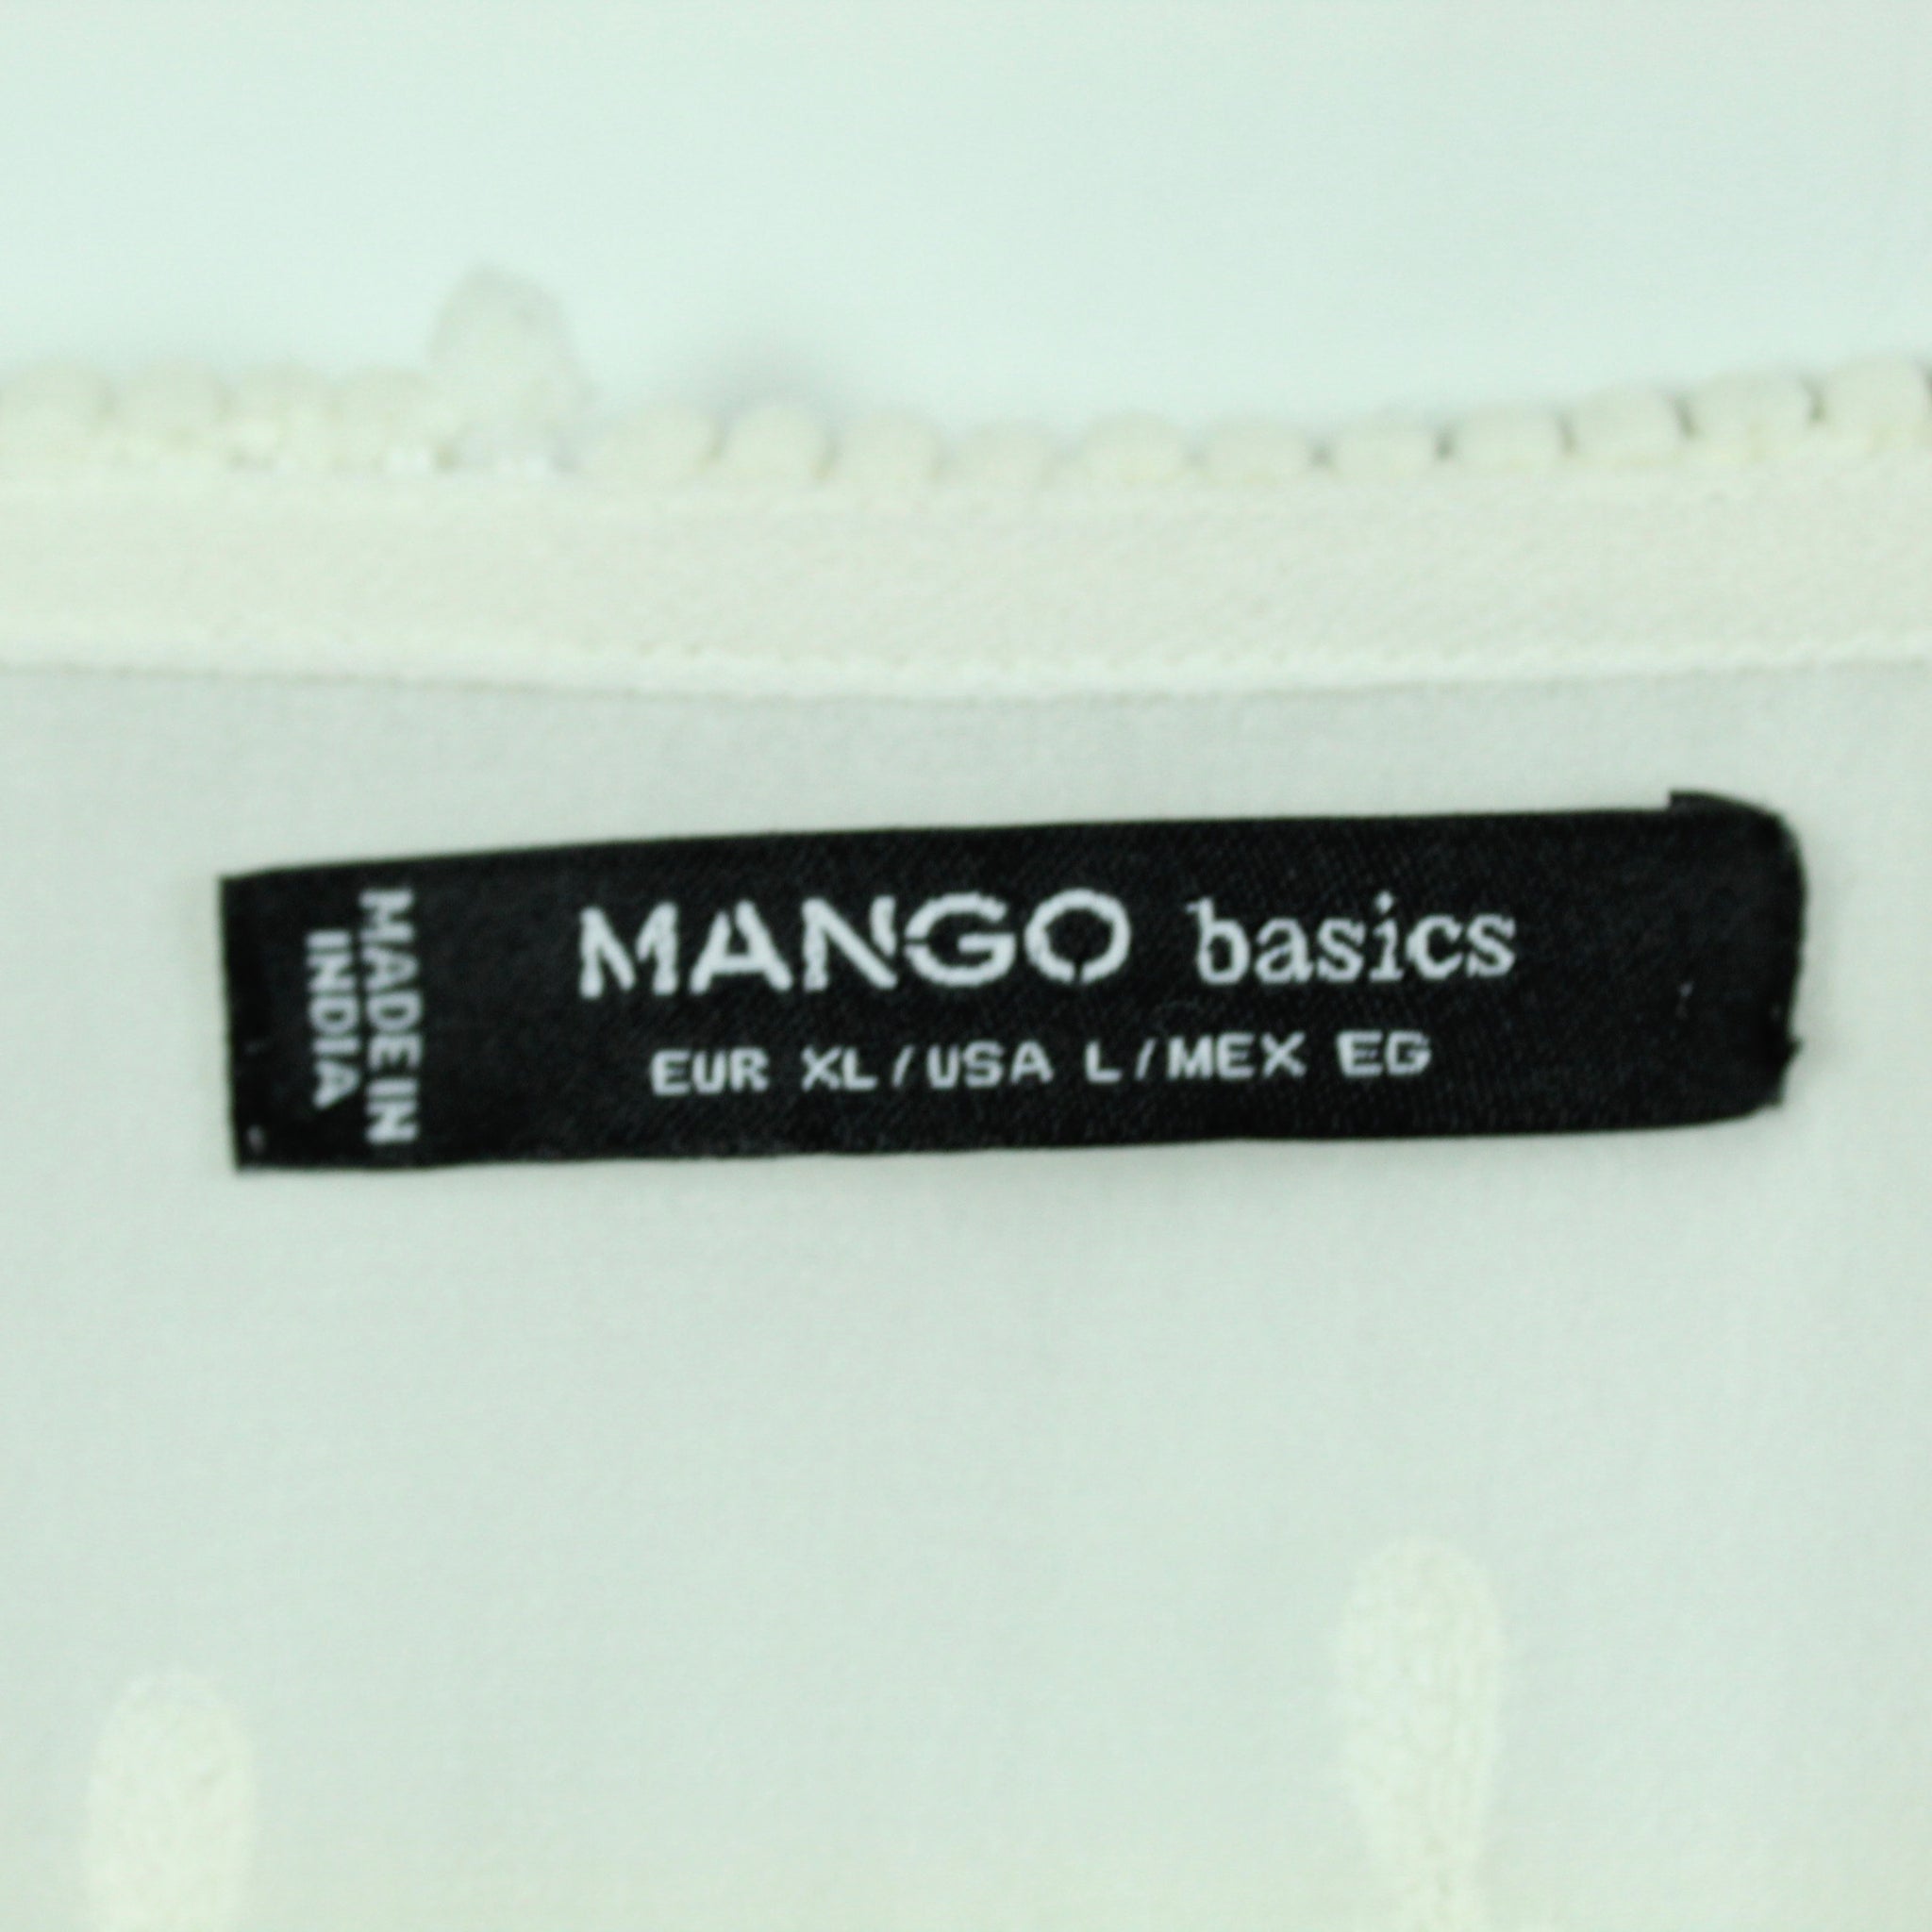 MADE IN
INDIA
MANGO basics
EUR XL/USA L/MEX EG